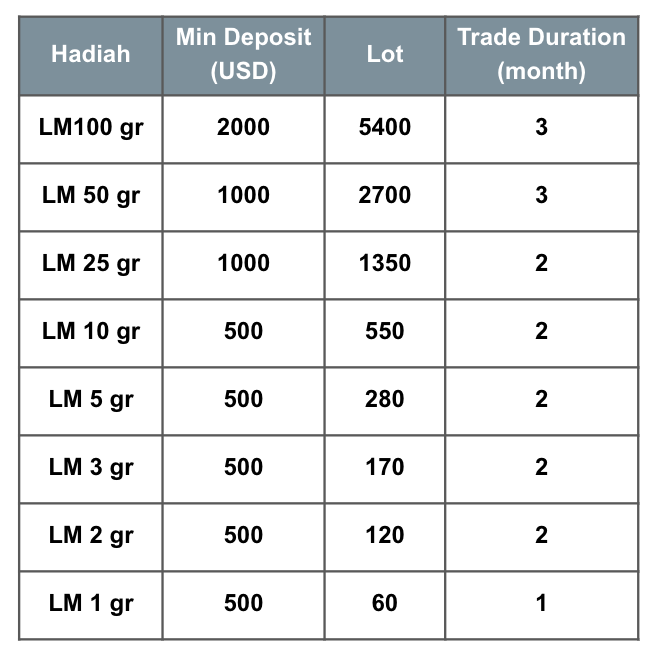 Hadiah Min Deposit (USD) Lot Trade Duration (month)
LM100 gr 2000 5400 3
LM 50 gr 1000 2700 3
LM 25 gr 1000 1350 2
LM 10 gr 500 550 2
LM 5 gr 500 280 2
LM 3 gr 500 170 2
LM 2 gr 500 120 2
LM 1 gr 500 60 1